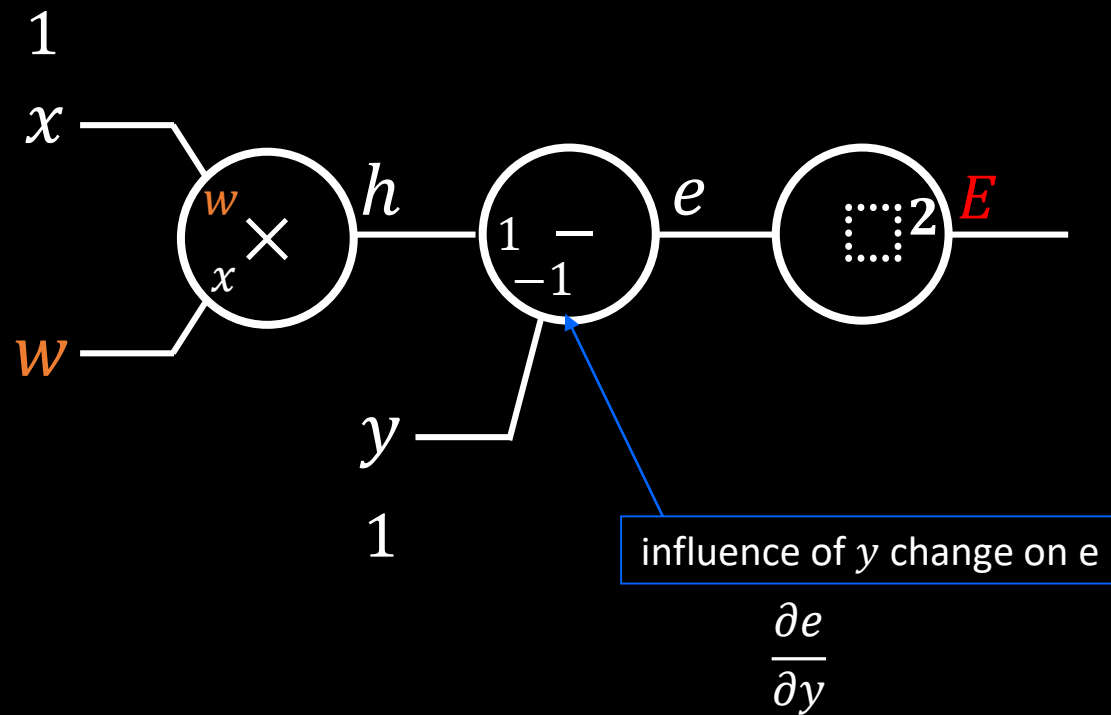 1
x
w
×
x
w
h
1 −
−1
y
1
e
2
E
influence of y change on e
∂e
∂y